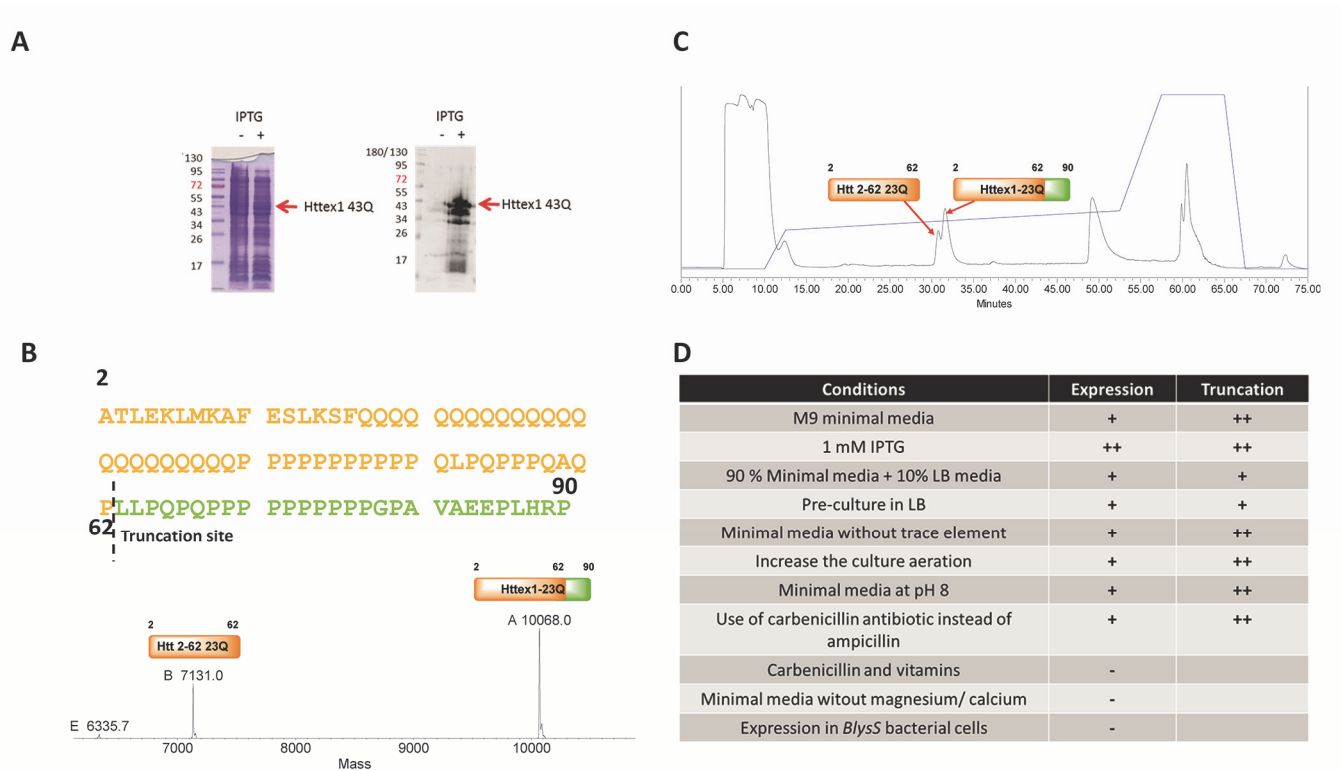 A
IPTG
- +
130
95
72
55
43
34
26
17
Httex1 43Q
IPTG
- +
180/130
95
72
55
43
34
26
17
Httex1 43Q
B
2
ATLEKLMKAF ESLKSFQQQQ QQQQQQQQQQ
QQQQQQQQQP PPPPPPPPPP QLPQPPPQAQ
90
PLLPQPQPPP PPPPPPPGPA VAEEPLHRP
62
Truncation site
2 62 90
Httex1-23Q
A 10068.0
2 62
Htt 2-62 23Q
B 7131.0
E 6335.7
7000 8000 9000 10000
Mass
C
2 62
Htt 2-62 23Q
2 62 90
Httex1-23Q
0.00 5.00 10.00 15.00 20.00 25.00 30.00 35.00 40.00 45.00 50.00 55.00 60.00 65.00 70.00 75.00
Minutes
D
Conditions Expression Truncation
M9 minimal media + ++
1 mM IPTG ++ ++
90 % Minimal media + 10% LB media + +
Pre-culture in LB + +
Minimal media without trace element + ++
Increase the culture aeration + ++
Minimal media at pH 8 + ++
Use of carbenicillin antibiotic instead of + ++
ampicillin
Carbenicillin and vitamins -
Minimal media witout magnesium/ calcium -
Expression in BlysS bacterial cells -